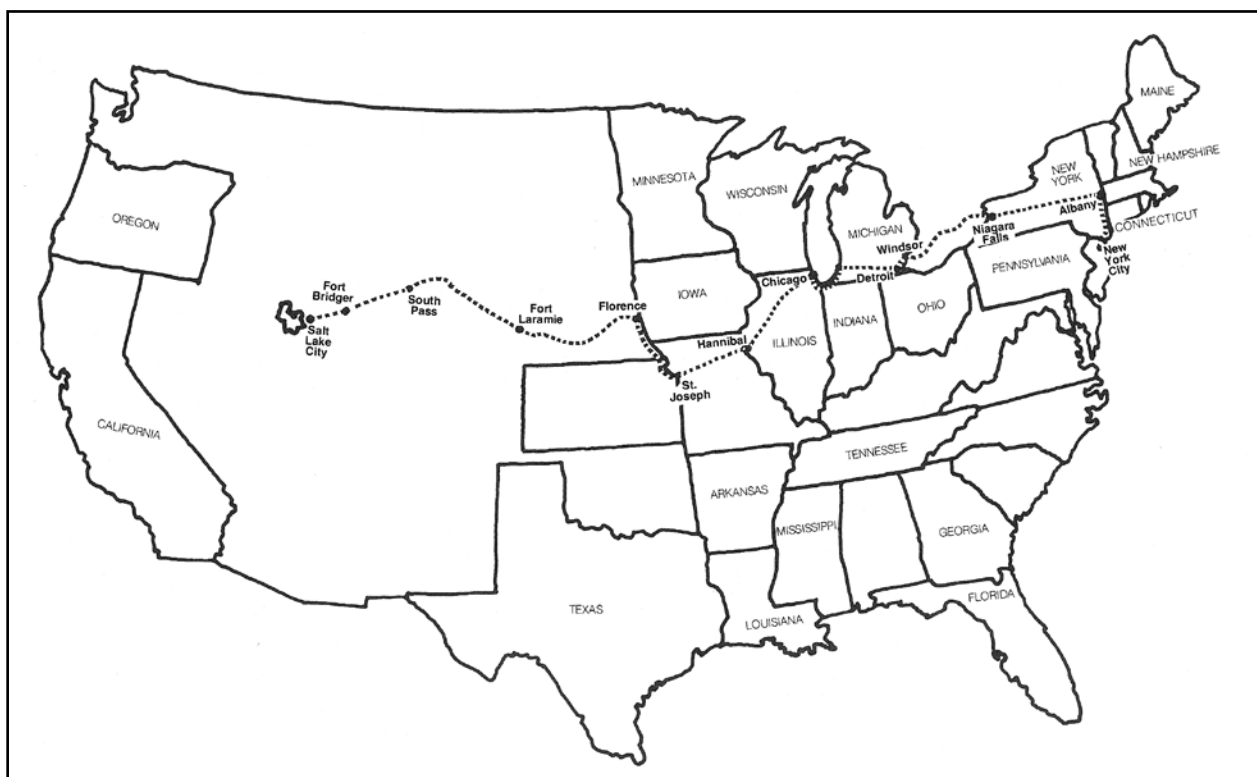 MAINE
NEW HAMPSHIRE
NEW
YORK
MINNESOTA
WISCONSIN
OREGON
MICHIGAN
Albany
CONNECTICUT
Niagara
Falls
Windsor
New
York
City
PENNSYLVANIA
Detroit
Chicago
Fort
Bridger
South
Pass
Fort
Laramie
Florence
IOWA
OHIO
INDIANA
Salt
Lake
City
Hannibal
ILLINOIS
St.
Joseph
CALIFORNIA
TENNESSEE
ARKANSAS
MISSISSIPPI
GEORGIA
FLORIDA
TEXAS
LOUISIANA